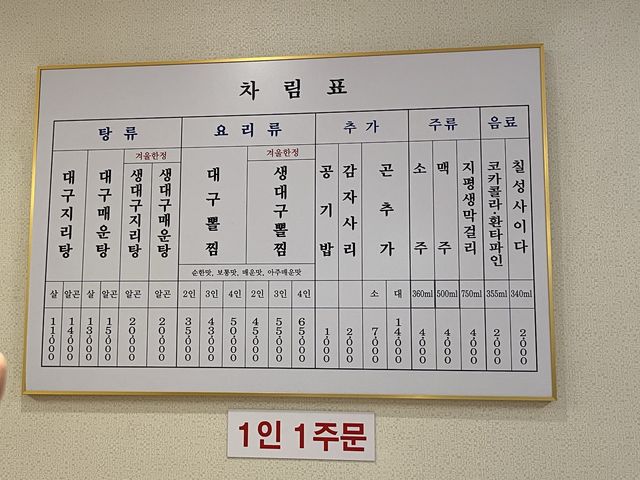 차림표
탕류 요리류 추가 주류 음료
겨울한정 겨울한정
대구지리탕 대구매운탕 생대구지리탕 생대구매운탕 대구뽈찜 생대구뽈찜 공기밥 감자사리 곤추가 소주 맥주 지평생막걸리 코카콜라·환타파인 칠성사이다
순한맛, 보통맛, 매운맛, 아주매운맛
살 알곤 살 알곤 알곤 알곤 2인 3인 4인 2인 3인 4인 소 대 360ml 500ml 750ml 355ml 340ml
11000 14000 13000 15000 20000 20000 35000 43000 50000 45000 55000 65000 1000 2000 7000 14000 4000 4000 4000 2000 2000
1인 1주문